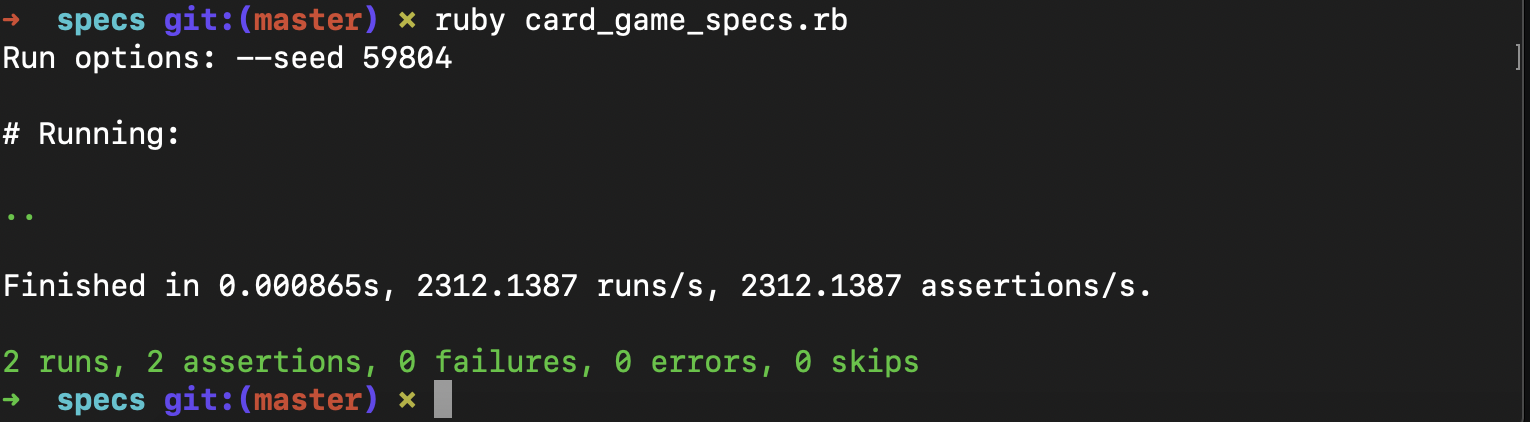 ➜  specs git:(master) ✗ ruby card_game_specs.rb
Run options: --seed 59804
]
# Running:
..
Finished in 0.000865s, 2312.1387 runs/s, 2312.1387 assertions/s.
2 runs, 2 assertions, 0 failures, 0 errors, 0 skips
➜  specs git:(master) ✗